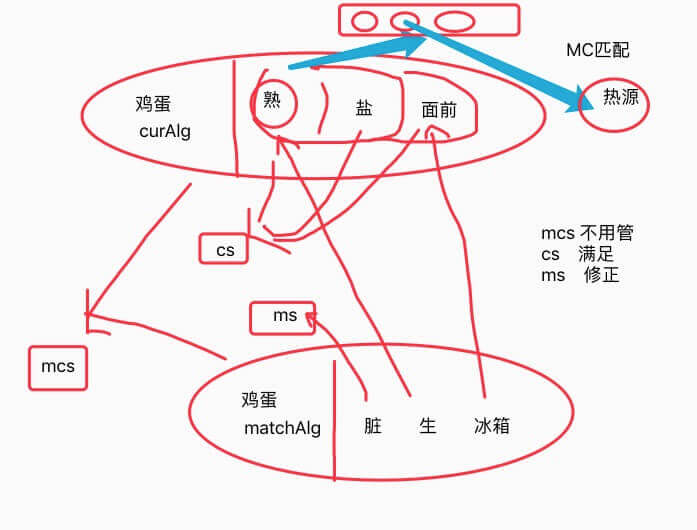 MC匹配
热源
鸡蛋
curAlg
熟
盐
面前
mcs 不用管
cs 满足
ms 修正
cs
ms
mcs
鸡蛋
matchAlg
脏
生
冰箱